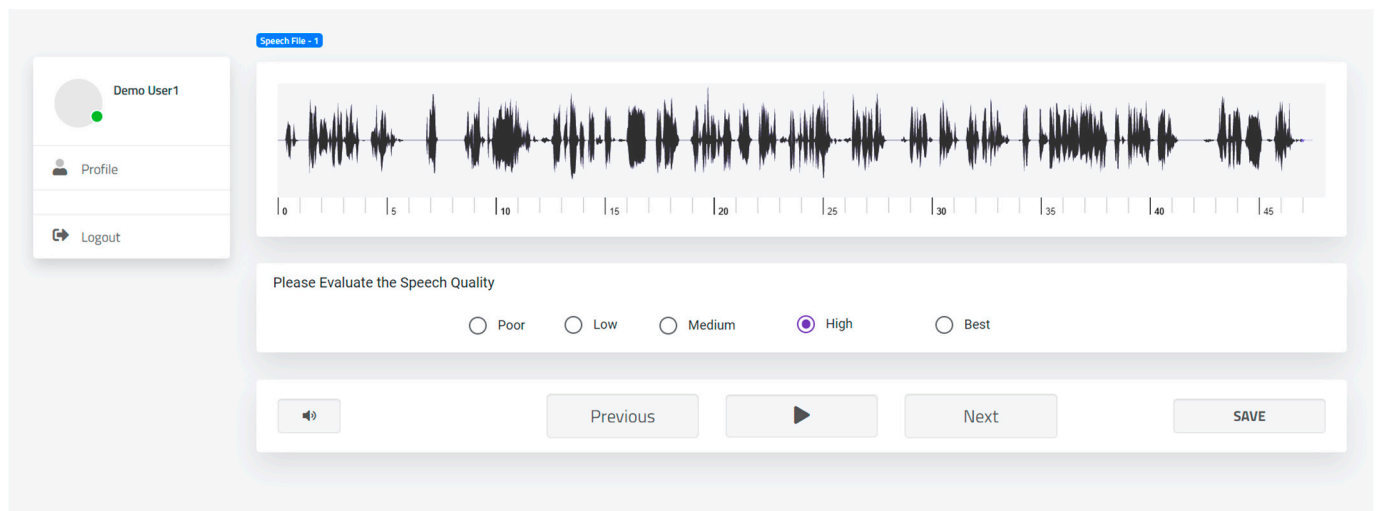 Speech File - 1
Demo User1
Profile
Logout
0 5 10 15 20 25 30 35 40 45
Please Evaluate the Speech Quality
Poor Low Medium High Best
Previous Next SAVE